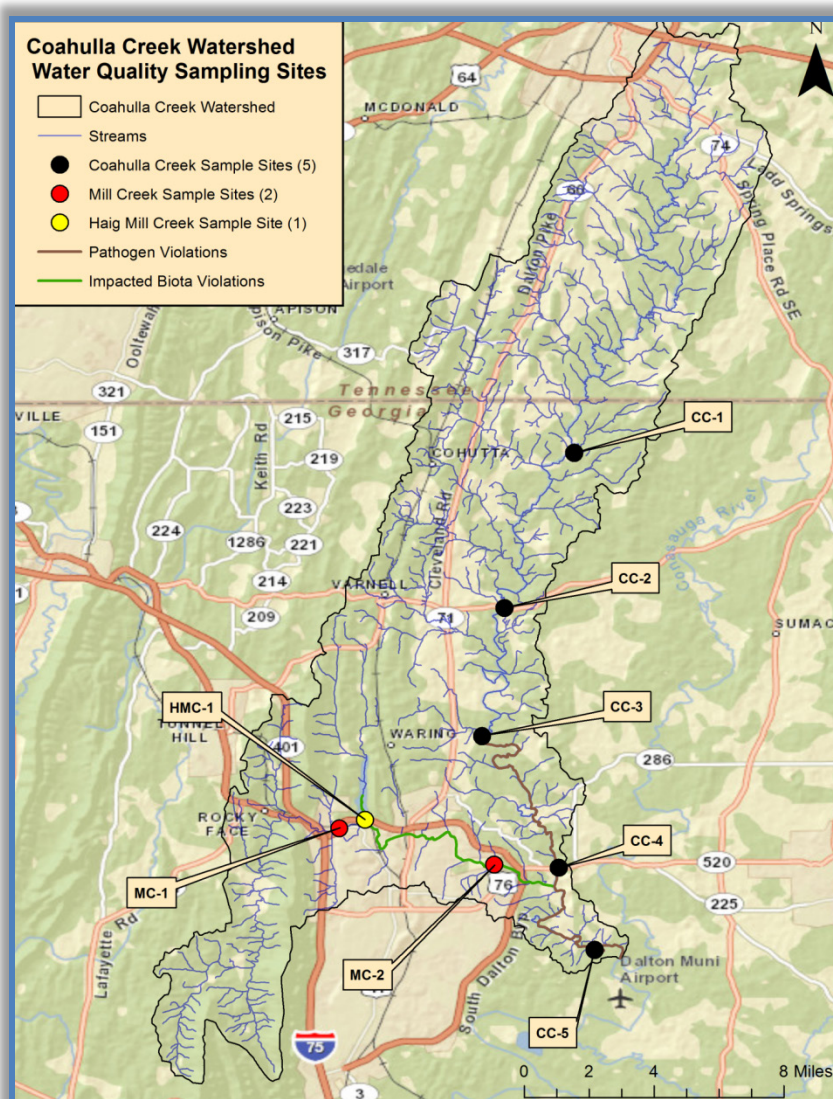 Coahulla Creek Watershed
Water Quality Sampling Sites
Coahulla Creek Watershed
Streams
Coahulla Creek Sample Sites (5)
Mill Creek Sample Sites (2)
Haig Mill Creek Sample Site (1)
Pathogen Violations
Impacted Biota Violations
N
64
MCDONALD
74
Ladd Springs
60
Dalton Pike
Spring Place Rd SE
edale
Airport
APISON
Ooltewah
apison Pike
317
321
Tennessee
Georgia
VILLE
151
215
Keith Rd
219
CC-1
COHUTTA
223
224
1286
221
Cleveland Rd
Conasauga River
214
VARNELL
CC-2
209
71
SUMAC
HMC-1
CC-3
TUNNEL
HILL
401
WARING
286
ROCKY
FACE
CC-4
520
MC-1
76
225
Lafayette Rd
MC-2
South Dalton Byp
Dalton Muni
Airport
CC-5
75
3
0 2 4 8 Miles